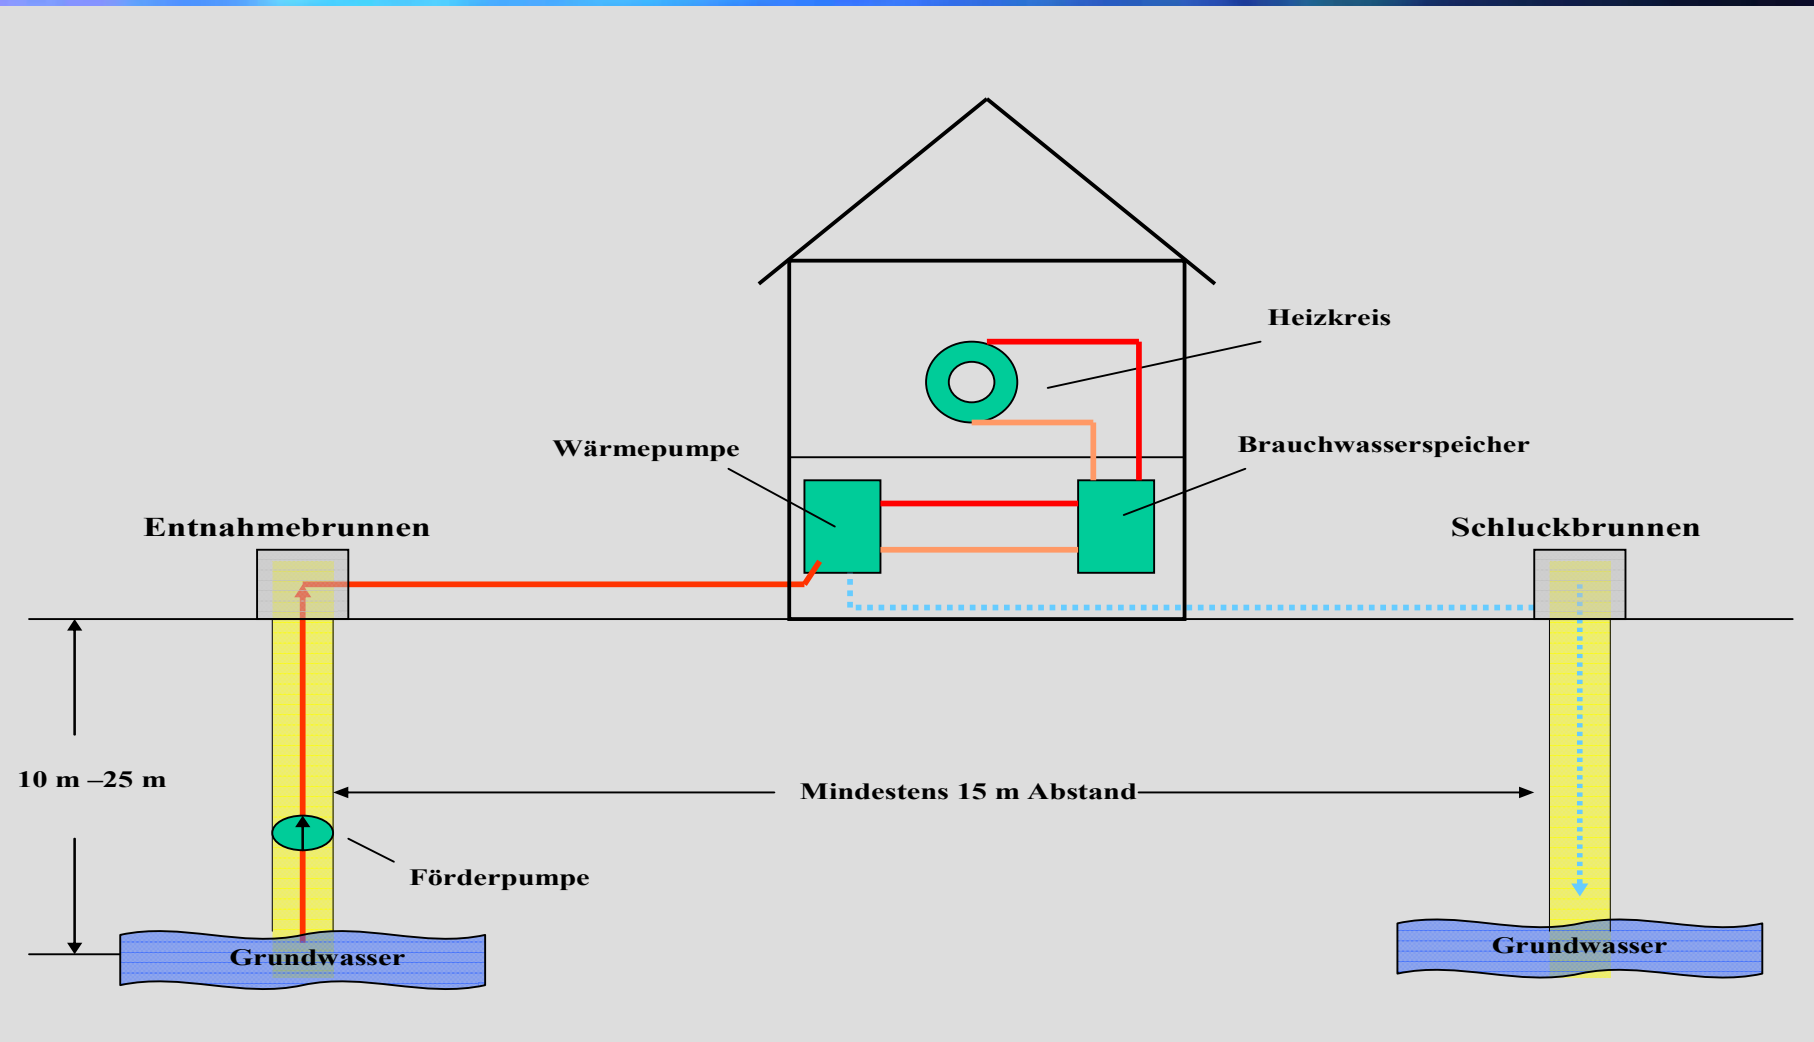 Heizkreis
Wärmepumpe
Brauchwasserspeicher
Entnahmebrunnen
Schluckbrunnen
10 m –25 m
Mindestens 15 m Abstand
Förderpumpe
Grundwasser
Grundwasser